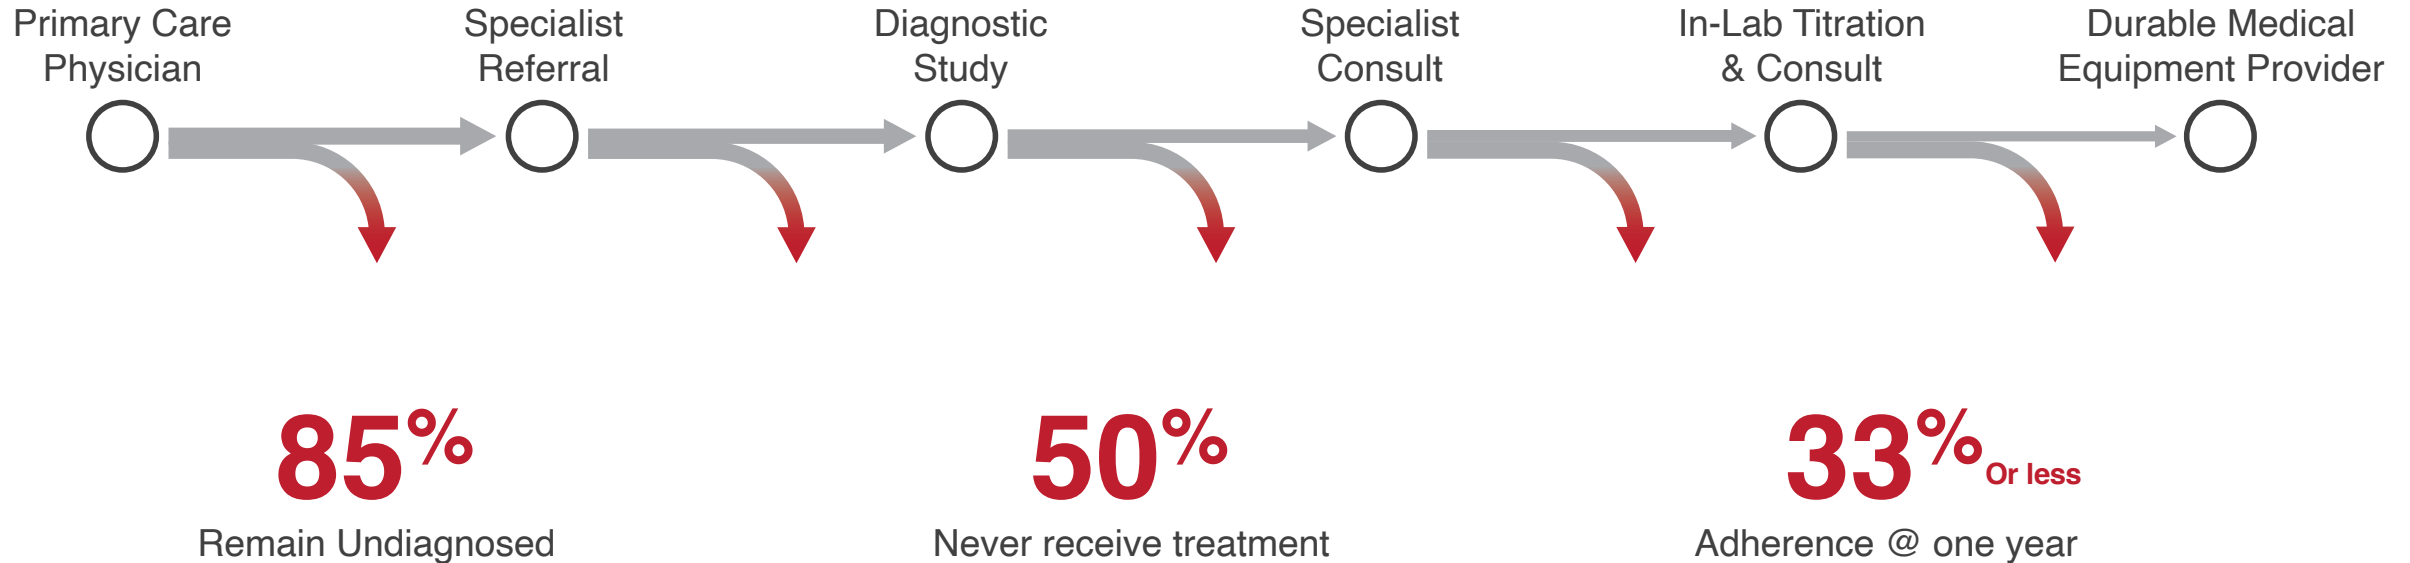 Primary Care
Physician
Specialist
Referral
Diagnostic
Study
Specialist
Consult
In-Lab Titration
& Consult
Durable Medical
Equipment Provider
85%
Remain Undiagnosed
50%
Never receive treatment
33% Or less
Adherence @ one year